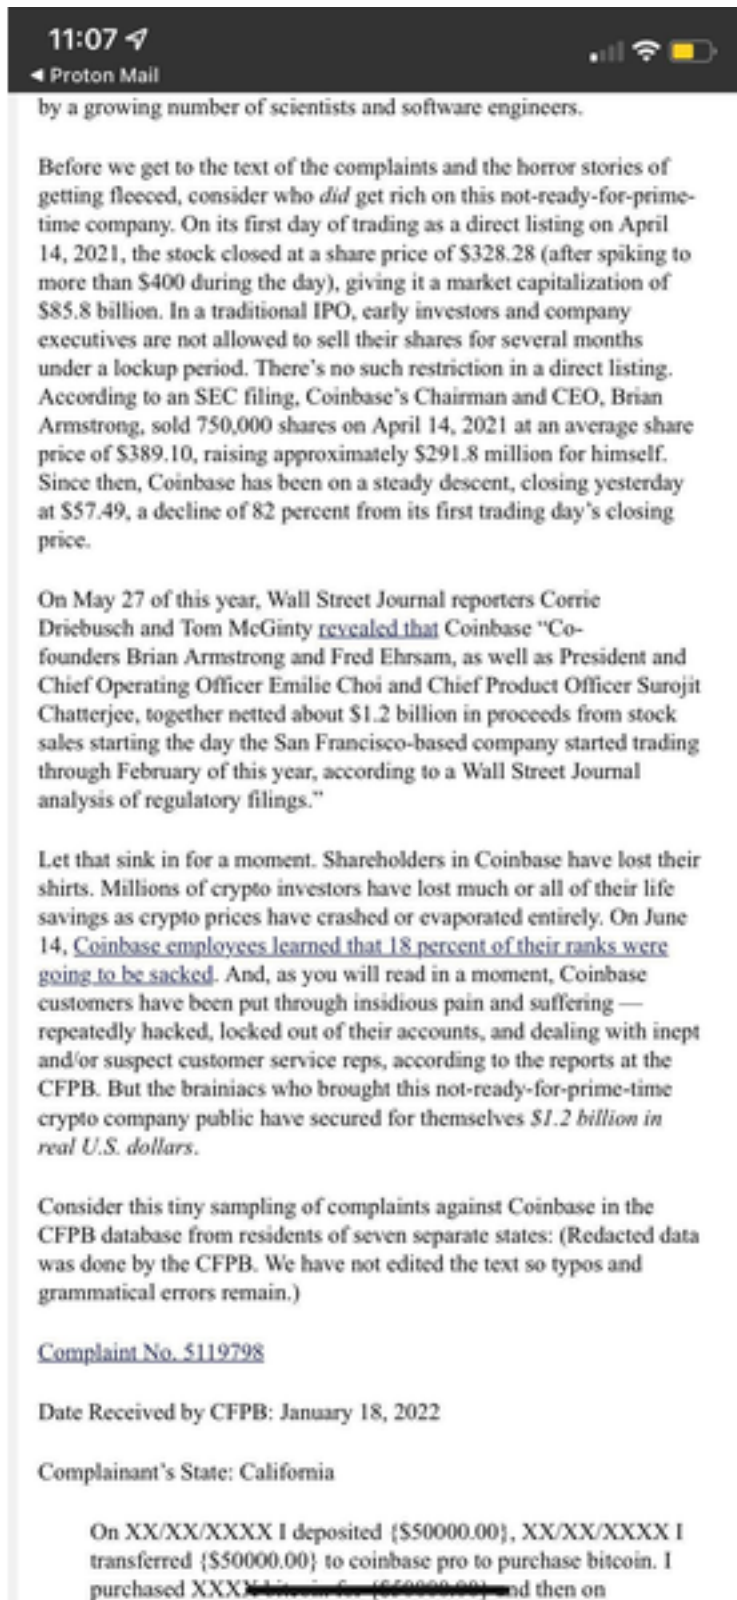 11:07
◀ Proton Mail
by a growing number of scientists and software engineers.
Before we get to the text of the complaints and the horror stories of
getting fleeced, consider who did get rich on this not-ready-for-prime-
time company. On its first day of trading as a direct listing on April
14, 2021, the stock closed at a share price of $328.28 (after spiking to
more than $400 during the day), giving it a market capitalization of
$85.8 billion. In a traditional IPO, early investors and company
executives are not allowed to sell their shares for several months
under a lockup period. There's no such restriction in a direct listing.
According to an SEC filing, Coinbase's Chairman and CEO, Brian
Armstrong, sold 750,000 shares on April 14, 2021 at an average share
price of $389.10, raising approximately $291.8 million for himself.
Since then, Coinbase has been on a steady descent, closing yesterday
at $57.49, a decline of 82 percent from its first trading day's closing
price.
On May 27 of this year, Wall Street Journal reporters Corrie
Driebusch and Tom McGinty revealed that Coinbase "Co-
founders Brian Armstrong and Fred Ehrsam, as well as President and
Chief Operating Officer Emilie Choi and Chief Product Officer Surojit
Chatterjee, together netted about $1.2 billion in proceeds from stock
sales starting the day the San Francisco-based company started trading
through February of this year, according to a Wall Street Journal
analysis of regulatory filings."
Let that sink in for a moment. Shareholders in Coinbase have lost their
shirts. Millions of crypto investors have lost much or all of their life
savings as crypto prices have crashed or evaporated entirely. On June
14, Coinbase employees learned that 18 percent of their ranks were
going to be sacked. And, as you will read in a moment, Coinbase
customers have been put through insidious pain and suffering —
repeatedly hacked, locked out of their accounts, and dealing with inept
and/or suspect customer service reps, according to the reports at the
CFPB. But the brainiacs who brought this not-ready-for-prime-time
crypto company public have secured for themselves $1.2 billion in
real U.S. dollars.
Consider this tiny sampling of complaints against Coinbase in the
CFPB database from residents of seven separate states: (Redacted data
was done by the CFPB. We have not edited the text so typos and
grammatical errors remain.)
Complaint No. 5119798
Date Received by CFPB: January 18, 2022
Complainant's State: California
On XX/XX/XXXX I deposited {$50000.00}, XX/XX/XXXX I
transferred {$50000.00} to coinbase pro to purchase bitcoin. I
purchased XXXX and then on